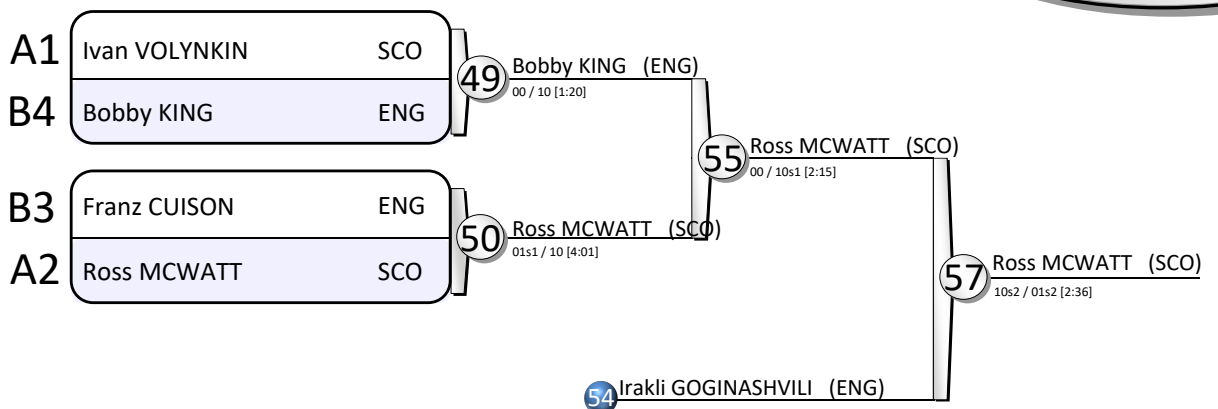 A1 Ivan VOLYNKIN SCO
B4 Bobby KING ENG
49 Bobby KING (ENG)
00 / 10 [1:20]
B3 Franz CUISON ENG
A2 Ross MCWATT SCO
50 Ross MCWATT (SCO)
01s1 / 10 [4:01]
55 Ross MCWATT (SCO)
00 / 10s1 [2:15]
54 Irakli GOGINASHVILI (ENG)
57 Ross MCWATT (SCO)
10s2 / 01s2 [2:36]